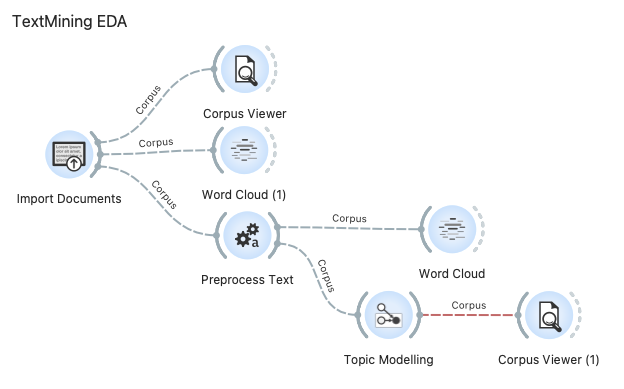 TextMining EDA
Corpus
Corpus Viewer
Corpus
Word Cloud (1)
Import Documents
Corpus
Preprocess Text
Corpus
Word Cloud
Corpus
Topic Modelling
Corpus
Corpus Viewer (1)
a